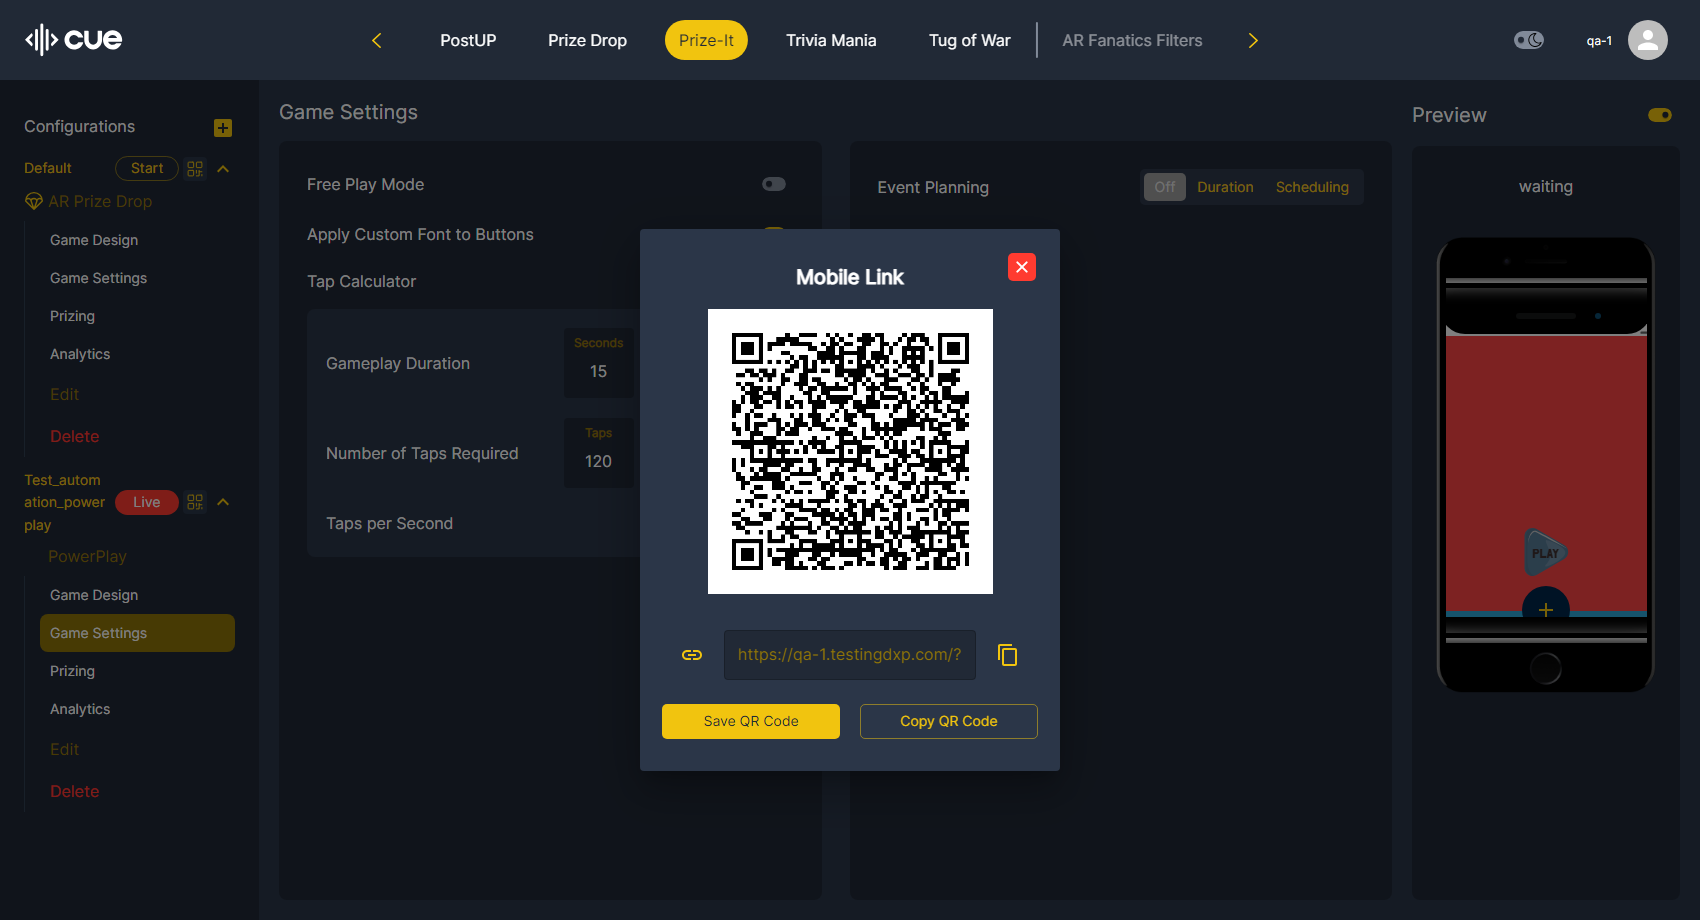 cue
PostUP
Prize Drop
Prize-It
Trivia Mania
Tug of War
AR Fanatics Filters
qa-1
Configurations
Default
Start
AR Prize Drop
Game Design
Game Settings
Prizing
Analytics
Edit
Delete
Test_autom
ation_power
play
Live
PowerPlay
Game Design
Game Settings
Prizing
Analytics
Edit
Delete
Game Settings
Free Play Mode
Apply Custom Font to Buttons
Tap Calculator
Gameplay Duration
Seconds
15
Number of Taps Required
Taps
120
Taps per Second
Event Planning
Off
Duration
Scheduling
Mobile Link
https://qa-1.testingdxp.com/?
Save QR Code
Copy QR Code
Preview
waiting
PLAY